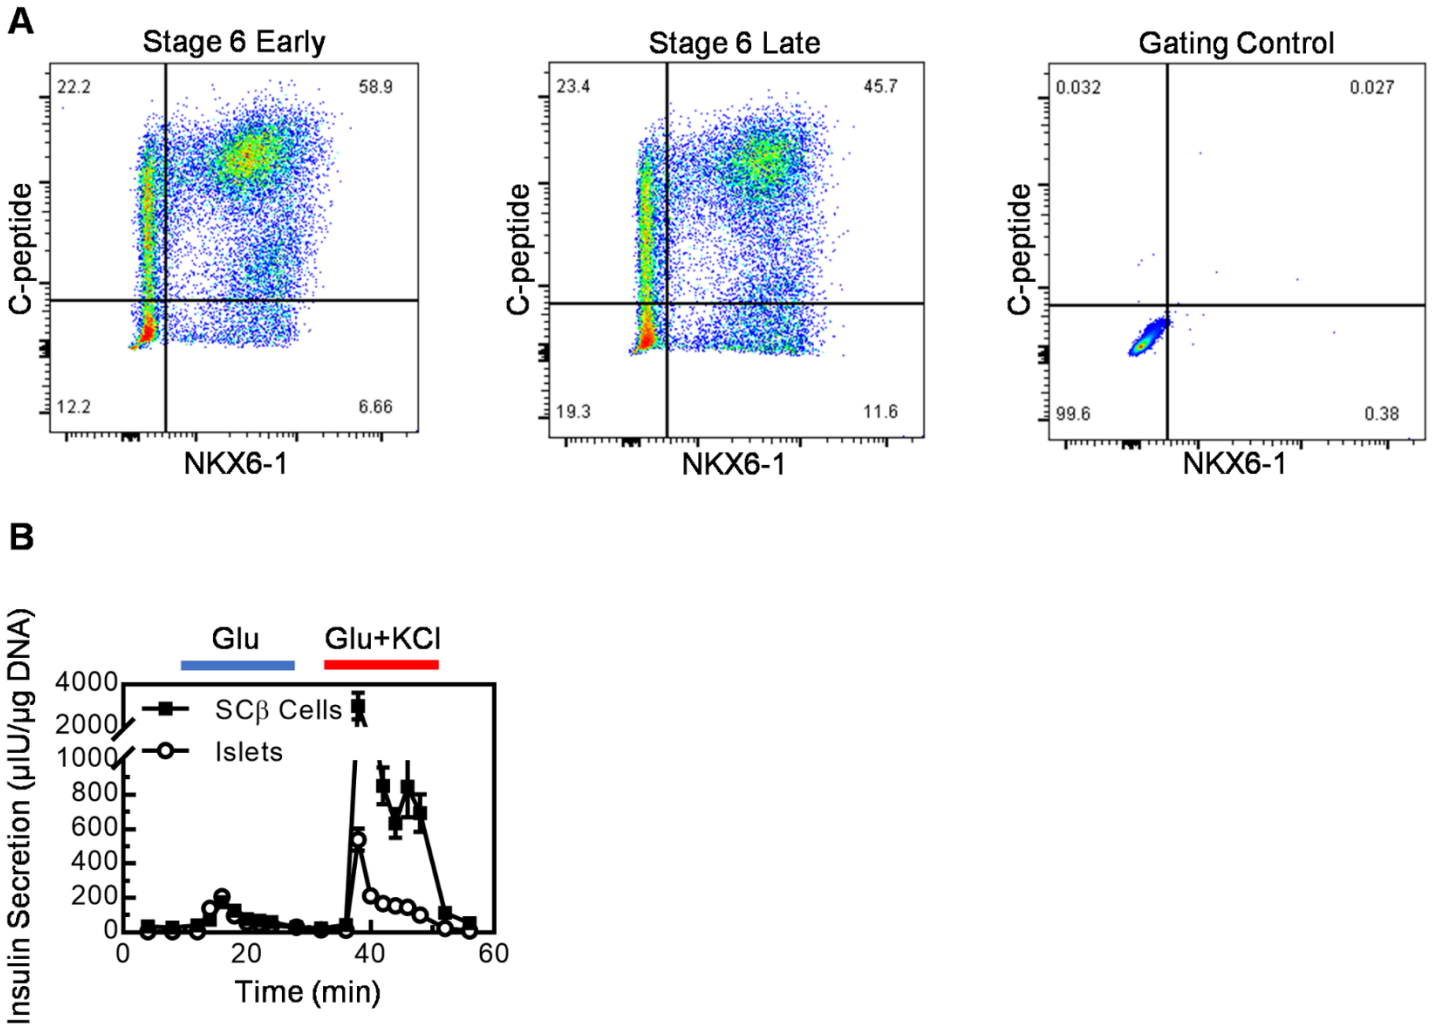 A
Stage 6 Early
Stage 6 Late
Gating Control
22.2
58.9
12.2
6.66
C-peptide
NKX6-1
23.4
45.7
19.3
11.6
C-peptide
NKX6-1
0.032
0.027
99.6
0.38
C-peptide
NKX6-1
B
Glu
Glu+KCl
SCβ Cells
Islets
Insulin Secretion (µIU/µg DNA)
4000
2000
1000
800
600
400
200
0
0
20
40
60
Time (min)